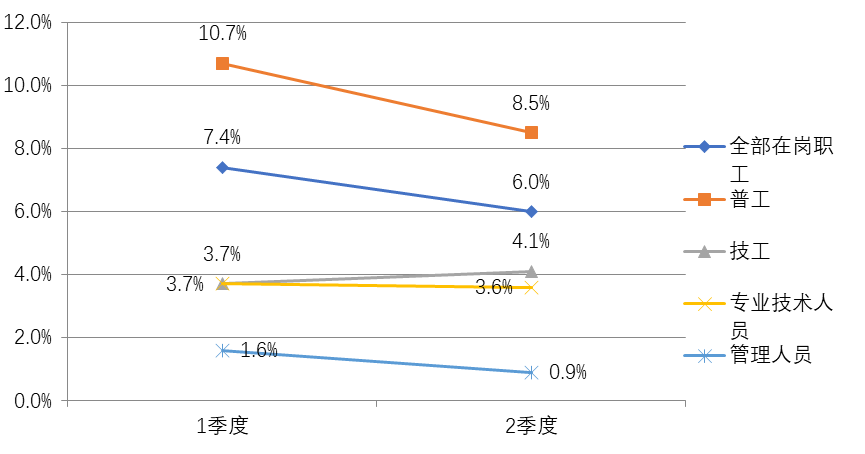 12.0%
10.7%
10.0%
8.5%
8.0%
7.4%
6.0%
6.0%
4.1%
3.7%
4.0%
3.7%
3.6%
2.0%
1.6%
0.9%
0.0%
1季度
2季度
全部在岗职
工
普工
技工
专业技术人
员
管理人员